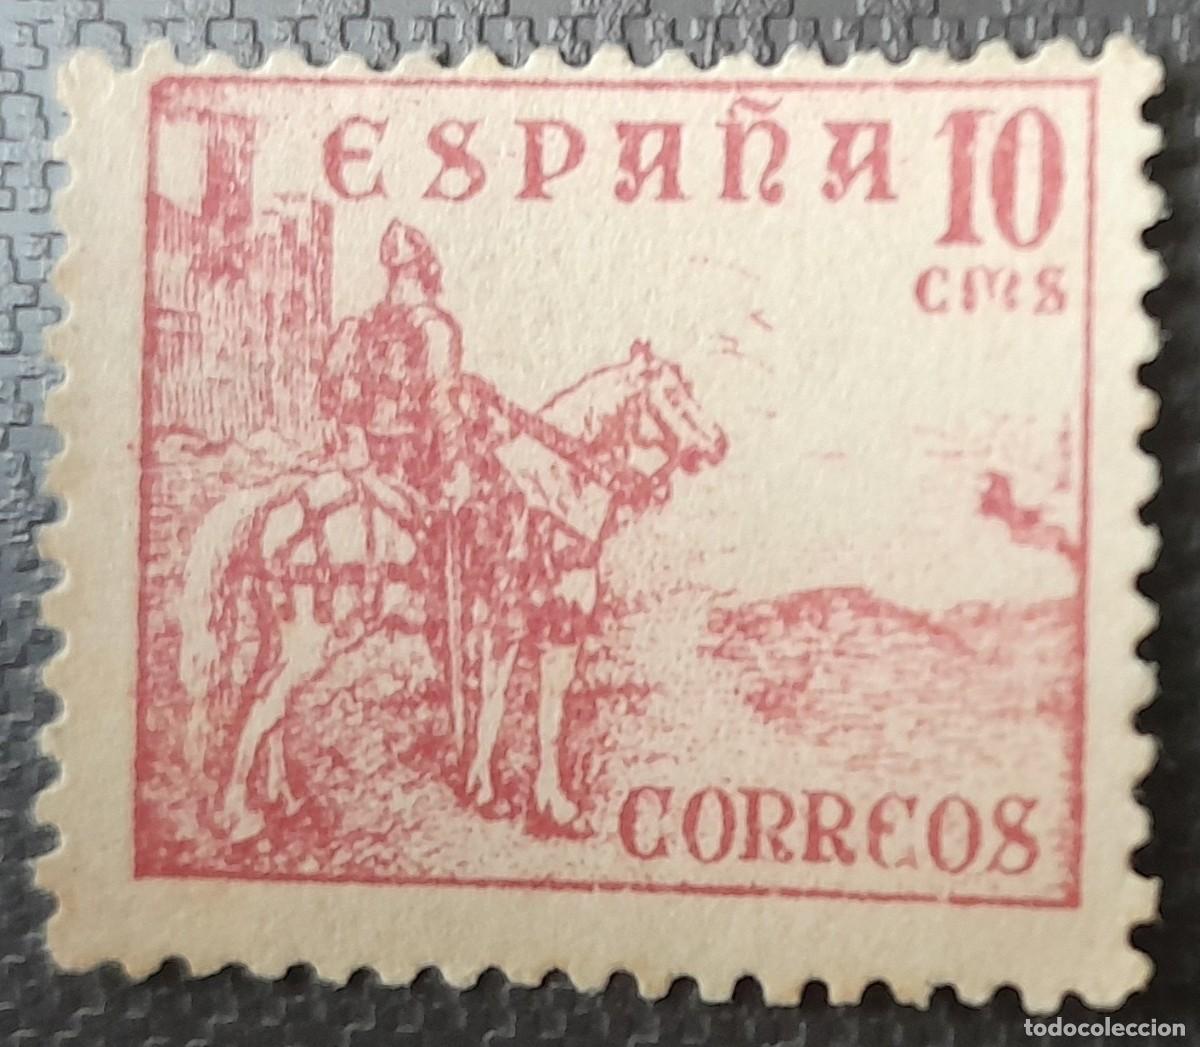 ESPAÑA 10
CMS
CORREOS
todocoleccion